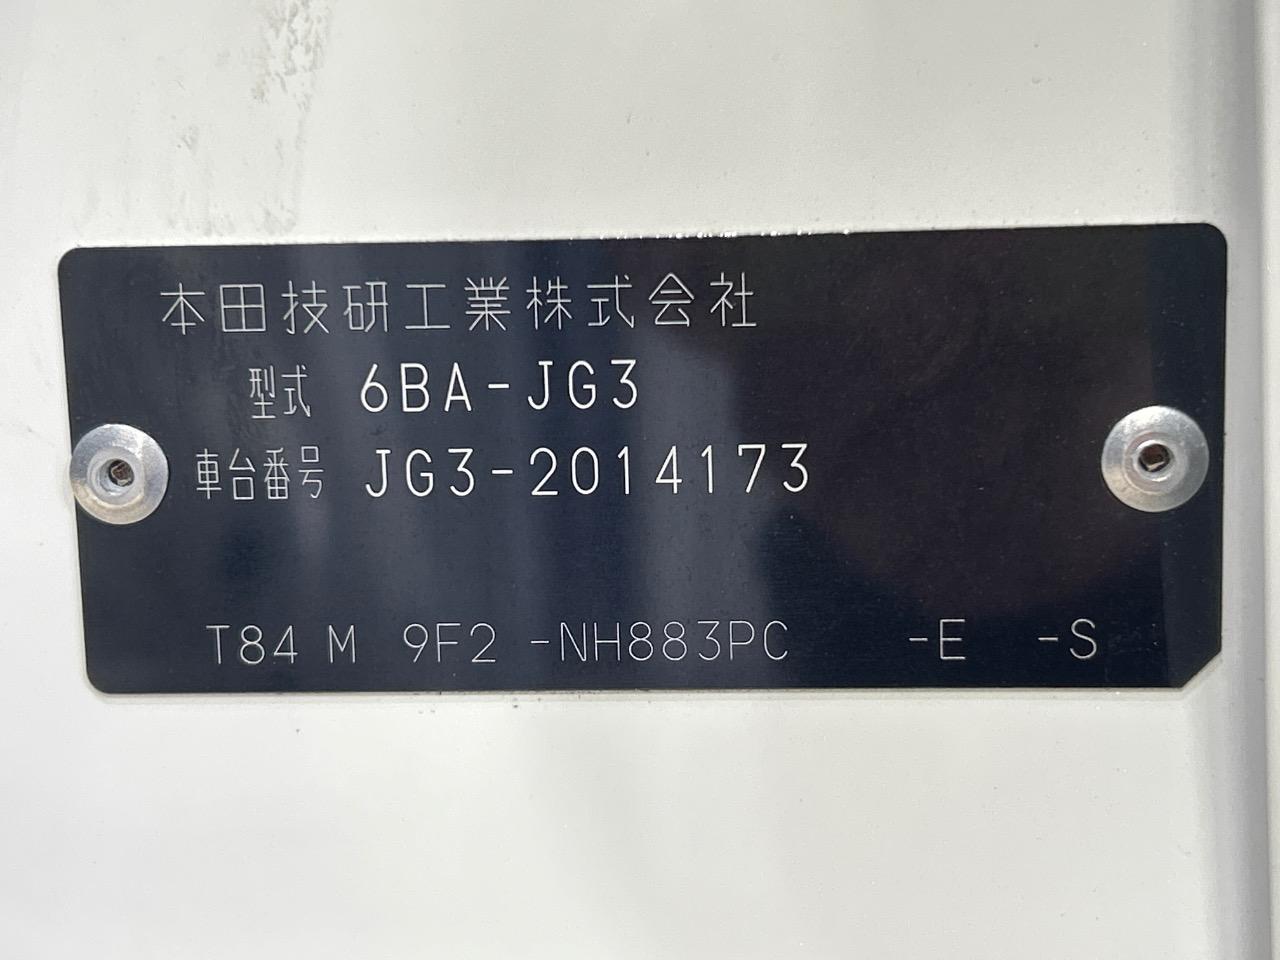 本田技研工業株式会社
型式 6BA-JG3
車台番号 JG3-2014173
T84 M 9F2 -NH883PC -E -S